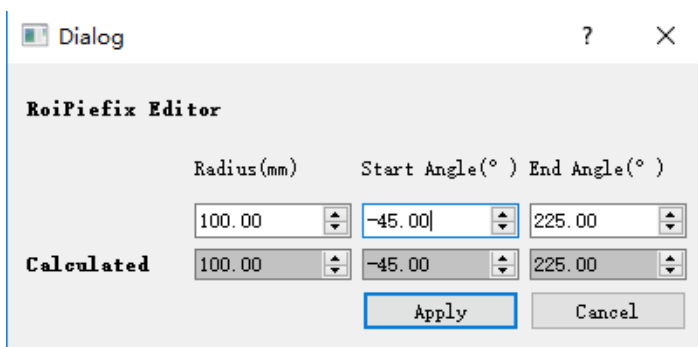 Dialog ?
RoiPiefix Editor
Radius(mm) Start Angle(° ) End Angle(° )
100.00 -45.00 225.00
Calculated 100.00 -45.00 225.00
Apply Cancel